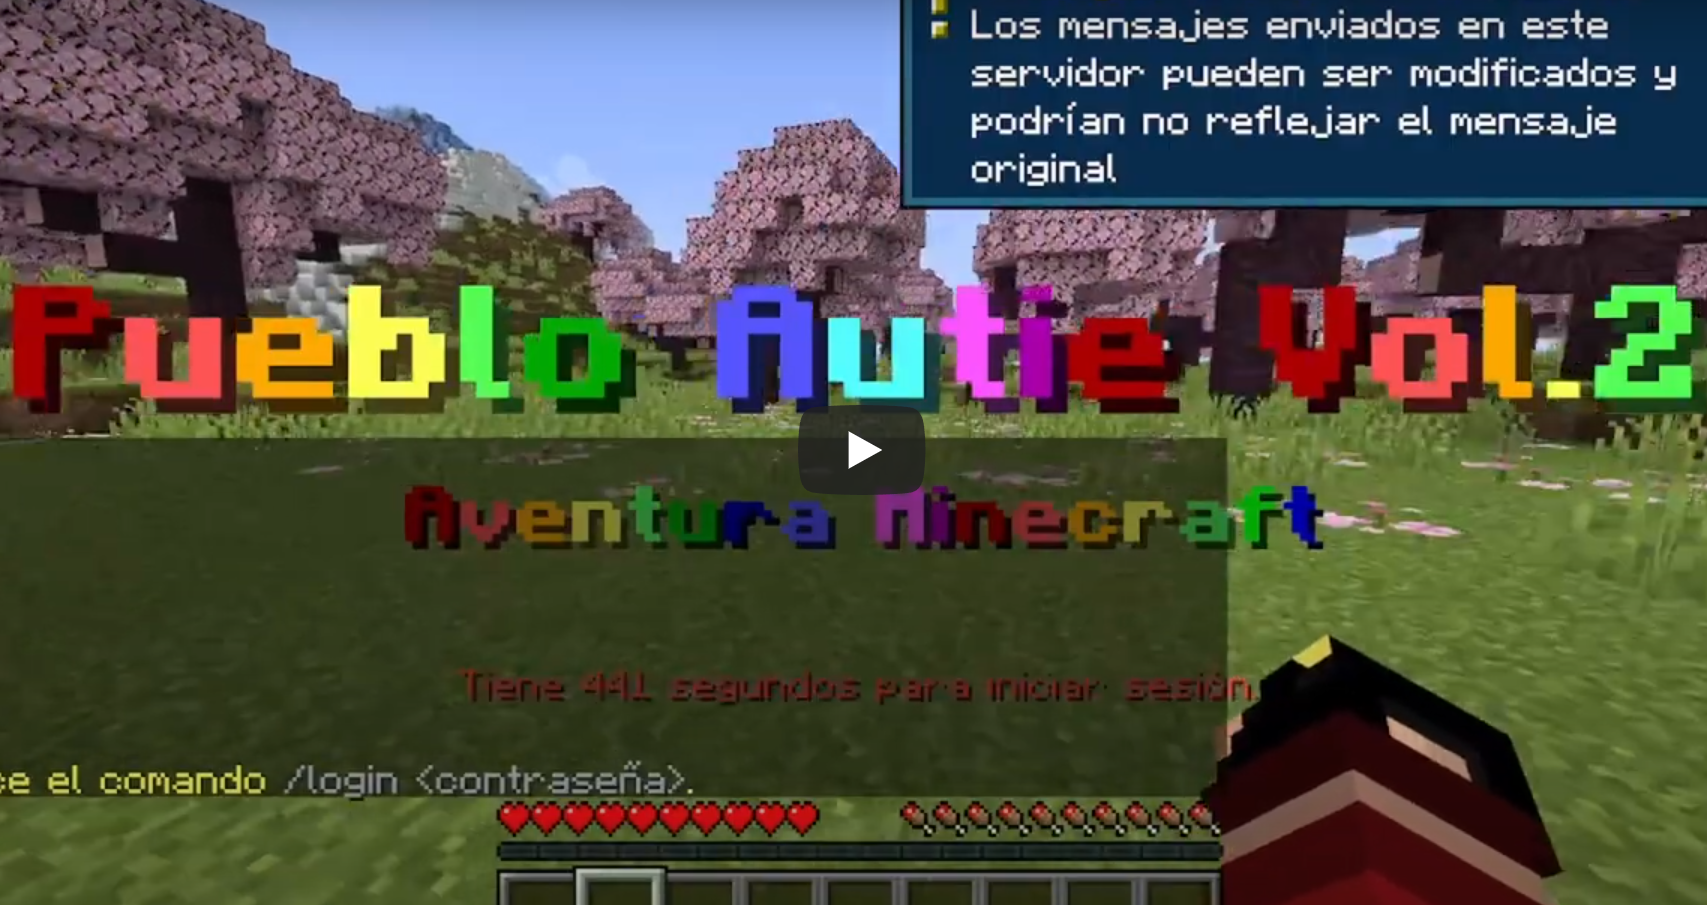 Los mensajes enviados en este
servidor pueden ser modificados y
podrían no reflejar el mensaje
original
Pueblo Autie Vol.2
Aventura Minecraft
Tiene 441 segundos para iniciar sesión.
el comando /login <contraseña>.